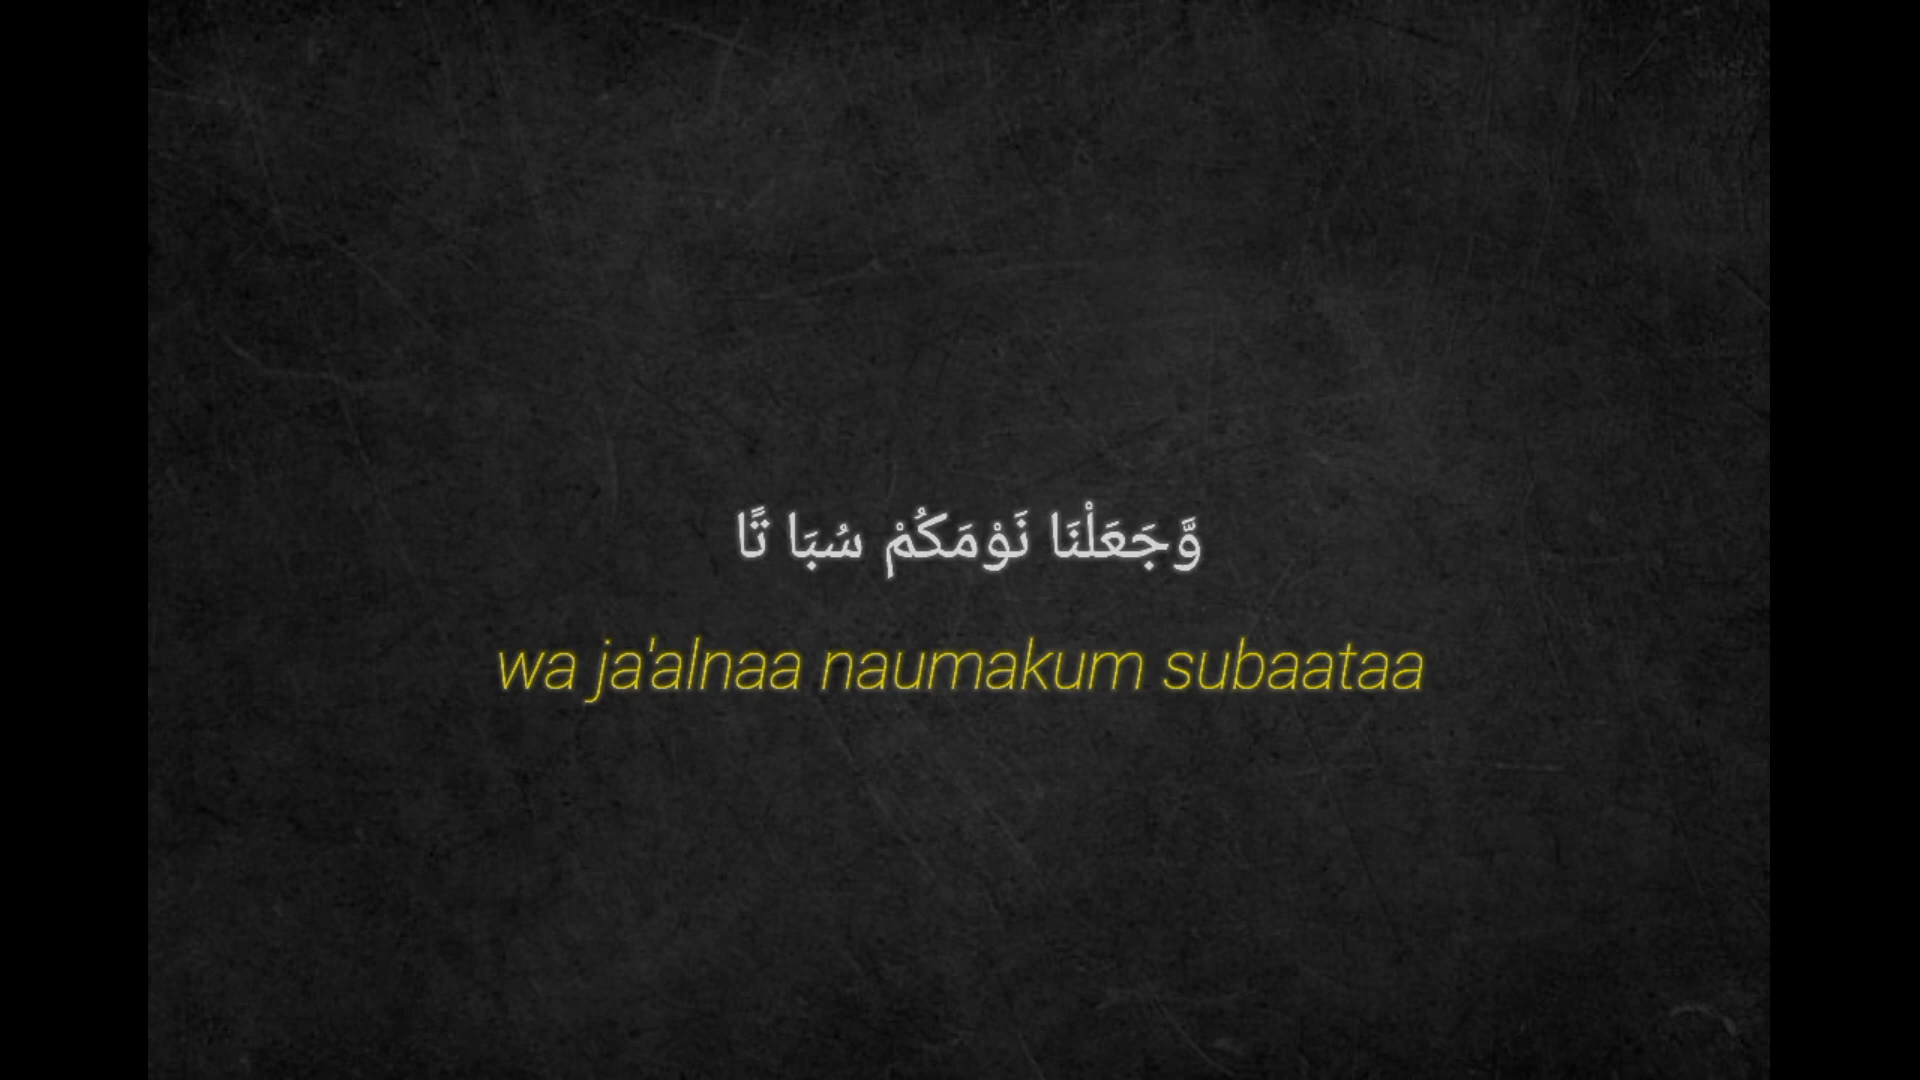 وَّجَعَلْنَا نَوْمَكُمْ سُبَا تًا
wa ja'alnaa naumakum subaataa